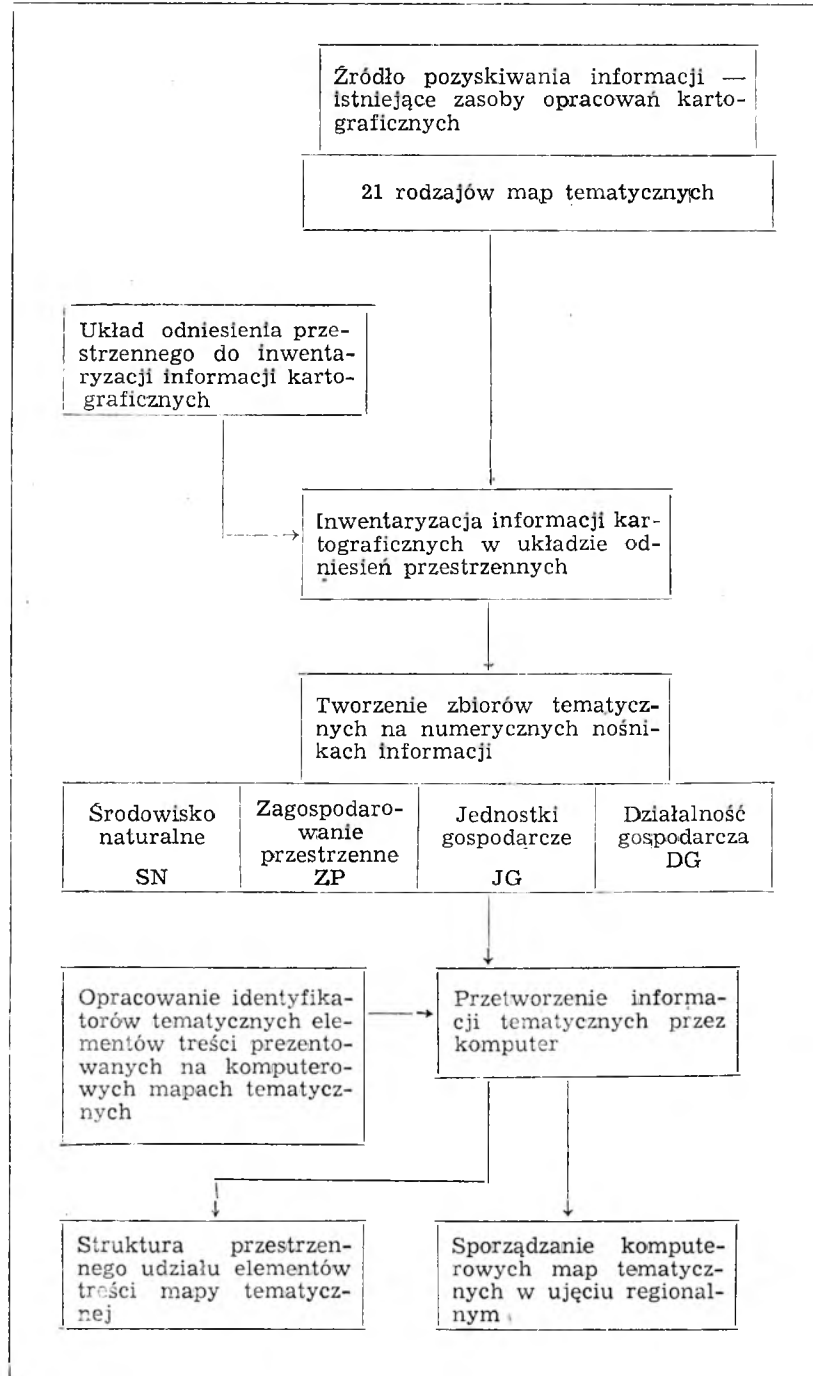 Źródło pozyskiwania informacji —
istniejące zasoby opracowań karto-
graficznych
21 rodzajów map tematycznych
Układ odniesienia prze-
strzennego do inwenta-
ryzacji informacji karto-
graficznych
Inwentaryzacja informacji kar-
tograficznych w układzie od-
niesień przestrzennych
Tworzenie zbiorów tematycz-
nych na numerycznych nośni-
kach informacji
Środowisko
naturalne
SN
Zagospodaro-
wanie
przestrzenne
ZP
Jednostki
gospodarcze
JG
Działalność
gospodarcza
DG
Opracowanie identyfika-
torów tematycznych ele-
mentów treści prezento-
wanych na komputero-
wych mapach tematycz-
nych
Przetworzenie informa-
cji tematycznych przez
komputer
Struktura przestrzen-
nego udziału elementów
treści mapy tematycz-
nej
Sporządzanie kompute-
rowych map tematycz-
nych w ujęciu regional-
nym